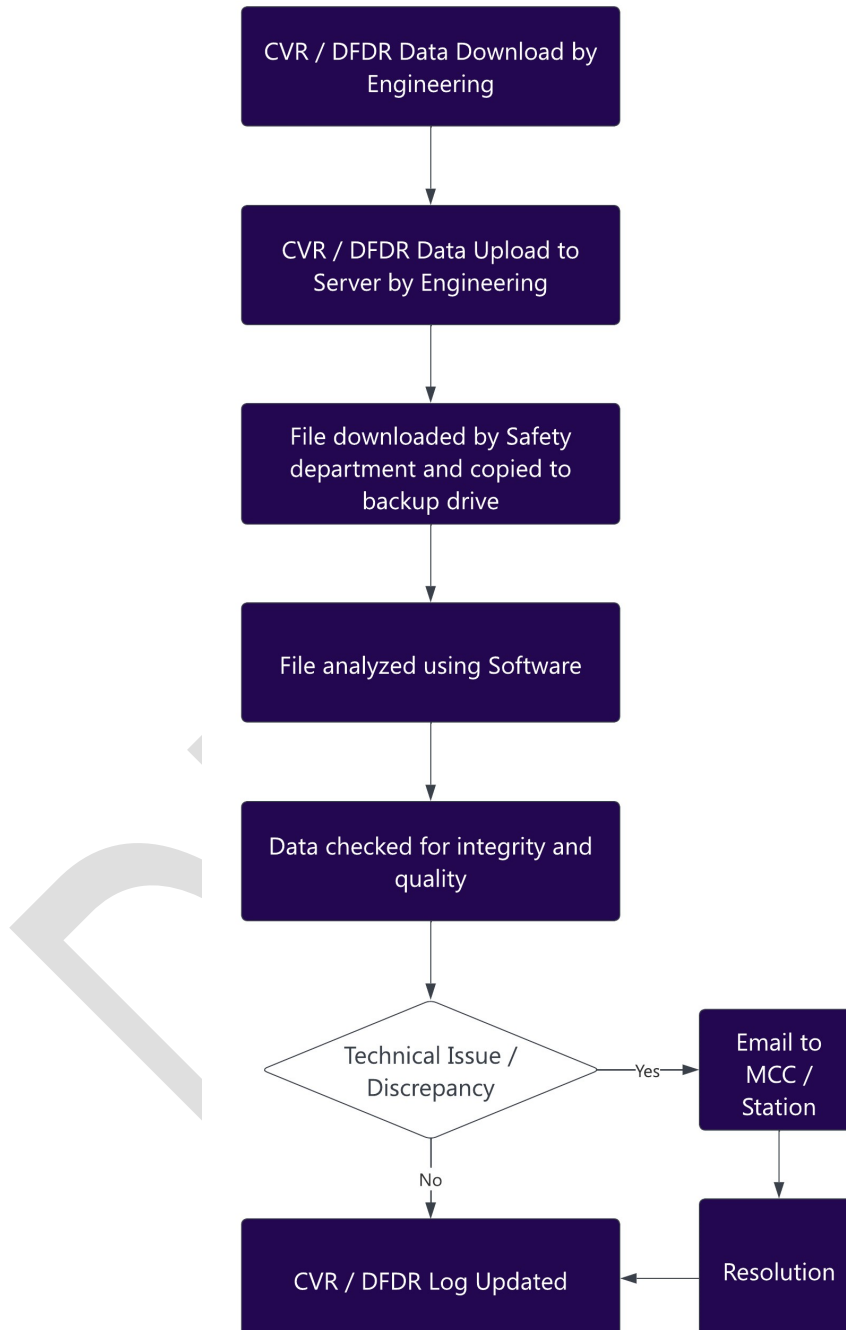 CVR / DFDR Data Download by
Engineering
CVR / DFDR Data Upload to
Server by Engineering
File downloaded by Safety
department and copied to
backup drive
File analyzed using Software
Data checked for integrity and
quality
Technical Issue /
Discrepancy
Yes
Email to
MCC /
Station
No
CVR / DFDR Log Updated
Resolution